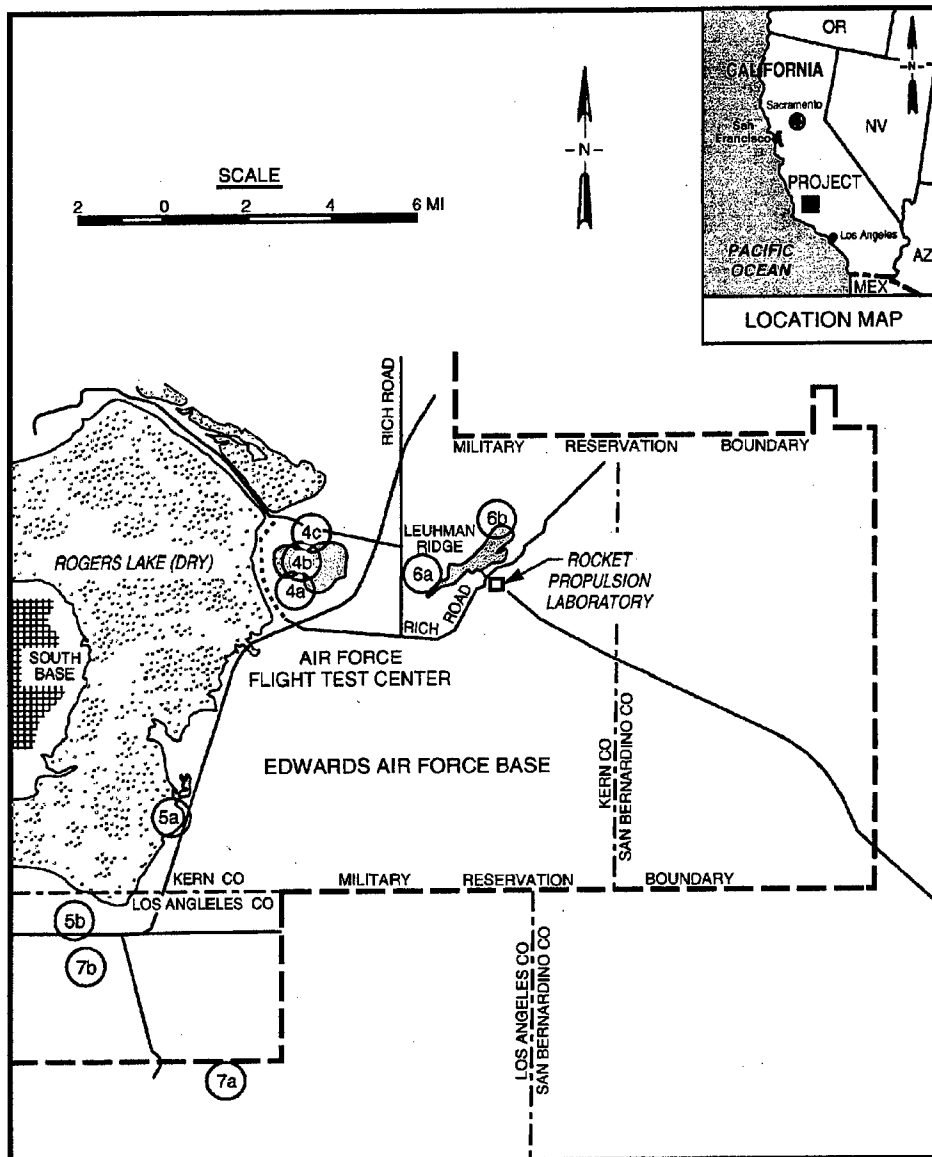 OR
-N-
CALIFORNIA
Sacramento
San
Francisco
NV
PROJECT
Los Angeles
PACIFIC
OCEAN
AZ
MEX
LOCATION MAP
-N-
SCALE
2 0 2 4 6 MI
RICH ROAD
MILITARY RESERVATION BOUNDARY
4c
LEUHMAN
RIDGE
6b
ROGERS LAKE (DRY)
4b
4a
6a
ROCKET
PROPULSION
LABORATORY
RICH ROAD
SOUTH
BASE
AIR FORCE
FLIGHT TEST CENTER
EDWARDS AIR FORCE BASE
KERN CO
SAN BERNARDINO CO
5a
KERN CO
MILITARY RESERVATION BOUNDARY
LOS ANGLELES CO
5b
7b
LOS ANGELES CO
SAN BERNARDINO CO
7a